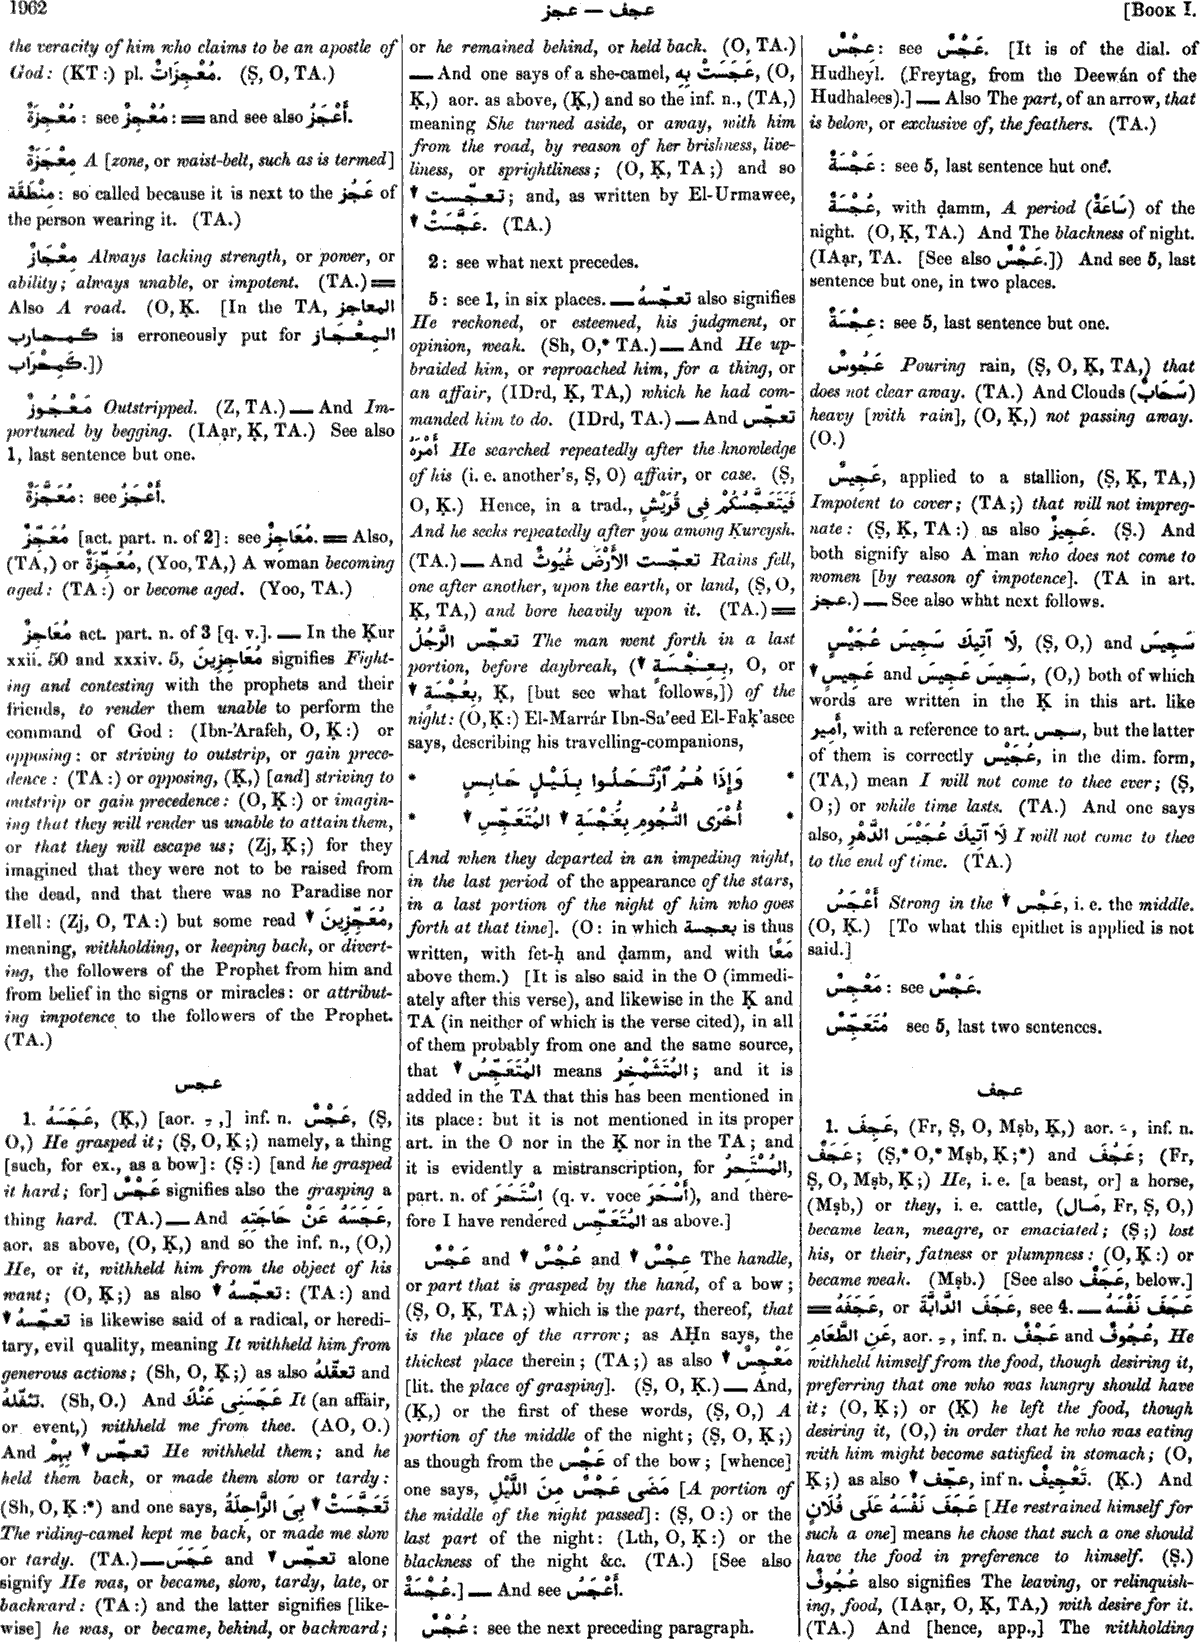 1962
عجف — عجز
[BOOK I.
the veracity of him who claims to be an apostle of
God: (KT:) pl. مُعْجِزَاتٌ. (Ṣ, O, TA.)
مُعْجِزَةٌ: see مُعْجِزٌ: == and see also أَعْجَزُ.
مِعْجَزَةٌ A [zone, or waist-belt, such as is termed]
مِنْطَقَة: so called because it is next to the عَجُز of
the person wearing it. (TA.)
مِعْجَازٌ Always lacking strength, or power, or
ability; always unable, or impotent. (TA.) ==
Also A road. (O, Ḳ. [In the TA, المعاجز
كمحارب is erroneously put for المِعْجَاز
كَمِحْرَاب.])
مَعْجُوزٌ Outstripped. (Z, TA.) — And Im-
portuned by begging. (IAạr, Ḳ, TA.) See also
1, last sentence but one.
مُعَجَّزَةٌ: see أَعْجَزُ.
مُعَجِّزٌ [act. part. n. of 2]: see مُعَاجِزٌ. == Also,
(TA,) or مُعَجِّزَةٌ, (Yoo, TA,) A woman becoming
aged: (TA:) or become aged. (Yoo, TA.)
مُعَاجِزٌ act. part. n. of 3 [q. v.]. — In the Ḳur
xxii. 50 and xxxiv. 5, مُعَاجِزِينَ signifies Fight-
ing and contesting with the prophets and their
friends, to render them unable to perform the
command of God: (Ibn-'Arafeh, O, Ḳ:) or
opposing: or striving to outstrip, or gain prece-
dence: (TA:) or opposing, (Ḳ,) [and] striving to
outstrip or gain precedence: (O, Ḳ:) or imagin-
ing that they will render us unable to attain them,
or that they will escape us; (Zj, Ḳ;) for they
imagined that they were not to be raised from
the dead, and that there was no Paradise nor
Hell: (Zj, O, TA:) but some read ▼ مُعَجِّزِينَ,
meaning, withholding, or keeping back, or divert-
ing, the followers of the Prophet from him and
from belief in the signs or miracles: or attribut-
ing impotence to the followers of the Prophet.
(TA.)
عجس
1. عَجَسَهُ, (Ḳ,) [aor. ـِ,] inf. n. عَجْسٌ, (Ṣ,
O,) He grasped it; (Ṣ, O, Ḳ;) namely, a thing
[such, for ex., as a bow]: (Ṣ:) [and he grasped
it hard; for] عَجْسٌ signifies also the grasping a
thing hard. (TA.) — And عَجَسَهُ عَنْ حَاجَتِهِ,
aor. as above, (O, Ḳ,) and so the inf. n., (O,)
He, or it, withheld him from the object of his
want; (O, Ḳ;) as also ▼ تعجّسهُ: (TA:) and
▼ تعجّسهُ is likewise said of a radical, or heredi-
tary, evil quality, meaning It withheld him from
generous actions; (Sh, O, Ḳ;) as also تعقّلهُ and
تثقّلهُ. (Sh, O.) And عَجَسَنِى عَنْكَ It (an affair,
or event,) withheld me from thee. (AO, O.)
And ▼ تعجّس بِهِمْ He withheld them; and he
held them back, or made them slow or tardy:
(Sh, O, Ḳ:*) and one says, ▼ تَعَجَّسَتْ بِىَ الرَّاحِلَةُ
The riding-camel kept me back, or made me slow
or tardy. (TA.) — عَجَسَ and ▼ تعجّس alone
signify He was, or became, slow, tardy, late, or
backward: (TA:) and the latter signifies [like-
wise] he was, or became, behind, or backward;
or he remained behind, or held back. (O, TA.)
— And one says of a she-camel, عَجَسَتْ بِهِ, (O,
Ḳ,) aor. as above, (Ḳ,) and so the inf. n., (TA,)
meaning She turned aside, or away, with him
from the road, by reason of her briskness, live-
liness, or sprightliness; (O, Ḳ, TA;) and so
▼ تعجّست; and, as written by El-Urmawee,
▼ عَجَّسَتْ. (TA.)
2: see what next precedes.
5: see 1, in six places. — تعجّسهُ also signifies
He reckoned, or esteemed, his judgment, or
opinion, weak. (Sh, O,* TA.) — And He up-
braided him, or reproached him, for a thing, or
an affair, (IDrd, Ḳ, TA,) which he had com-
manded him to do. (IDrd, TA.) — And تعجّس
أَمْرَهُ He searched repeatedly after the knowledge
of his (i. e. another's, Ṣ, O) affair, or case. (Ṣ,
O, Ḳ.) Hence, in a trad., فَيَتَعَجَّسُكُمْ فِى قُرَيْشٍ
And he seeks repeatedly after you among Kureysh.
(TA.) — And تعجّست الأَرْضَ غُيُوثٌ Rains fell,
one after another, upon the earth, or land, (Ṣ, O,
Ḳ, TA,) and bore heavily upon it. (TA.) ==
تعجّس الرَّجُلُ The man went forth in a last
portion, before daybreak, (▼ بِعَجْسَةٍ, O, or
▼ بِعُجْسَةٍ, Ḳ, [but see what follows,]) of the
night: (O, Ḳ:) El-Marrár Ibn-Sa'eed El-Faḳ'asee
says, describing his travelling-companions,
* وَإِذَا هُمُ ٱرْتَحَلُوا بِلَيْلٍ حَابِسٍ *
* أُخْرَى النُّجُومِ بِعُجْسَةِ ▼ المُتَعَجِّسِ ▼ *
[And when they departed in an impeding night,
in the last period of the appearance of the stars,
in a last portion of the night of him who goes
forth at that time]. (O: in which بعجسة is thus
written, with fet-ḥ and ḍamm, and with مَعًا
above them.) [It is also said in the O (immedi-
ately after this verse), and likewise in the Ḳ and
TA (in neither of which is the verse cited), in all
of them probably from one and the same source,
that ▼ المُتَعَجِّسُ means المُتَشَمْخِرُ; and it is
added in the TA that this has been mentioned in
its place: but it is not mentioned in its proper
art. in the O nor in the Ḳ nor in the TA; and
it is evidently a mistranscription, for المُسْتَحِرُ,
part. n. of إِسْتَحَرَ (q. v. voce أَسْحَرَ), and there-
fore I have rendered المُتَعَجِّس as above.]
عَجْسٌ and ▼ عُجْسٌ and ▼ عِجْسٌ The handle,
or part that is grasped by the hand, of a bow;
(Ṣ, O, Ḳ, TA;) which is the part, thereof, that
is the place of the arrow; as AḤn says, the
thickest place therein; (TA;) as also ▼ مَعْجِسٌ
[lit. the place of grasping]. (Ṣ, O, Ḳ.) — And,
(Ḳ,) or the first of these words, (Ṣ, O,) A
portion of the middle of the night; (Ṣ, O, Ḳ;)
as though from the عَجْس of the bow; [whence]
one says, مَضَى عَجْسٌ مِنَ اللَّيْلِ [A portion of
the middle of the night passed]: (Ṣ, O:) or the
last part of the night: (Lth, O, Ḳ:) or the
blackness of the night &c. (TA.) [See also
عُجْسَةٌ.] — And see أَعْجَسُ.
عُجْسٌ: see the next preceding paragraph.
عِجْسٌ: see عَجْسٌ. [It is of the dial. of
Hudheyl. (Freytag, from the Deewán of the
Hudhalees).] — Also The part, of an arrow, that
is below, or exclusive of, the feathers. (TA.)
عَجْسَةٌ: see 5, last sentence but one.
عُجْسَةٌ, with ḍamm, A period (سَاعَةٌ) of the
night. (O, Ḳ, TA.) And The blackness of night.
(IAạr, TA. [See also عَجْسٌ.]) And see 5, last
sentence but one, in two places.
عِجْسَةٌ: see 5, last sentence but one.
عَجُوسٌ Pouring rain, (Ṣ, O, Ḳ, TA,) that
does not clear away. (TA.) And Clouds (سَحَابٌ)
heavy [with rain], (O, Ḳ,) not passing away.
(O.)
عَجِيسٌ, applied to a stallion, (Ṣ, Ḳ, TA,)
Impotent to cover; (TA;) that will not impreg-
nate: (Ṣ, Ḳ, TA:) as also عَجِيزٌ. (Ṣ.) And
both signify also A man who does not come to
women [by reason of impotence]. (TA in art.
عجز.) — See also what next follows.
لَا آتِيكَ سَجِيسَ عُجَيْسٍ, (Ṣ, O,) and سَجِيسَ
▼ عَجِيسٍ and سَجِيسَ عَجِيسَ, (O,) both of which
words are written in the Ḳ in this art. like
أَمِير, with a reference to art. سجس, but the latter
of them is correctly عُجَيْس, in the dim. form,
(TA,) mean I will not come to thee ever; (Ṣ,
O;) or while time lasts. (TA.) And one says
also, لَا آتِيكَ عُجَيْسَ الدَّهْرِ I will not come to thee
to the end of time. (TA.)
أَعْجَسُ Strong in the ▼ عَجْس, i. e. the middle.
(O, Ḳ.) [To what this epithet is applied is not
said.]
مَعْجِسٌ: see عَجْسٌ.
مُتَعَجِّسٌ see 5, last two sentences.
عجف
1. عَجِفَ, (Fr, Ṣ, O, Mṣb, Ḳ,) aor. ـَ, inf. n.
عَجَفٌ; (Ṣ,* O,* Mṣb, Ḳ;*) and عَجُفَ; (Fr,
Ṣ, O, Mṣb, Ḳ;) He, i. e. [a beast, or] a horse,
(Mṣb,) or they, i. e. cattle, (مَال, Fr, Ṣ, O,)
became lean, meagre, or emaciated; (Ṣ;) lost
his, or their, fatness or plumpness: (O, Ḳ:) or
became weak. (Mṣb.) [See also عَجَفٌ, below.]
== عَجَفَهُ, or عَجَفَ الدَّابَّةَ, see 4. — عَجَفَ نَفْسَهُ
عَنِ الطَّعَامِ, aor. ـِ, inf. n. عَجْفٌ and عُجُوفٌ, He
withheld himself from the food, though desiring it,
preferring that one who was hungry should have
it; (O, Ḳ;) or (Ḳ) he left the food, though
desiring it, (O,) in order that he who was eating
with him might become satisfied in stomach; (O,
Ḳ;) as also ▼ عجّف, inf n. تَعْجِيفٌ. (Ḳ.) And
عَجَفَ نَفْسَهُ عَلَى فُلَانٍ [He restrained himself for
such a one] means he chose that such a one should
have the food in preference to himself. (Ṣ.)
عُجُوفٌ also signifies The leaving, or relinquish-
ing, food, (IAạr, O, Ḳ, TA,) with desire for it.
(TA.) And [hence, app.,] The withholding